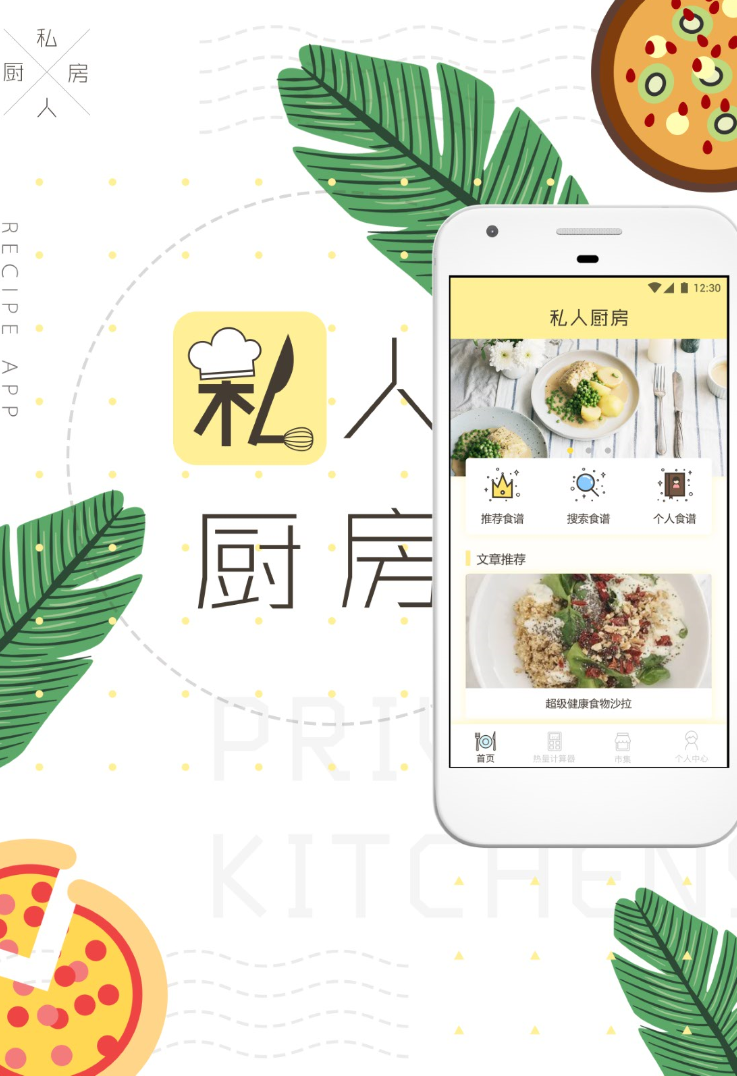 私
厨 房
人
RECIPE APP
私人
厨房
PRIV
KITCHENS
12:30
私人厨房
推荐食谱 搜索食谱 个人食谱
文章推荐
超级健康食物沙拉
首页 热量计算器 市集 个人中心